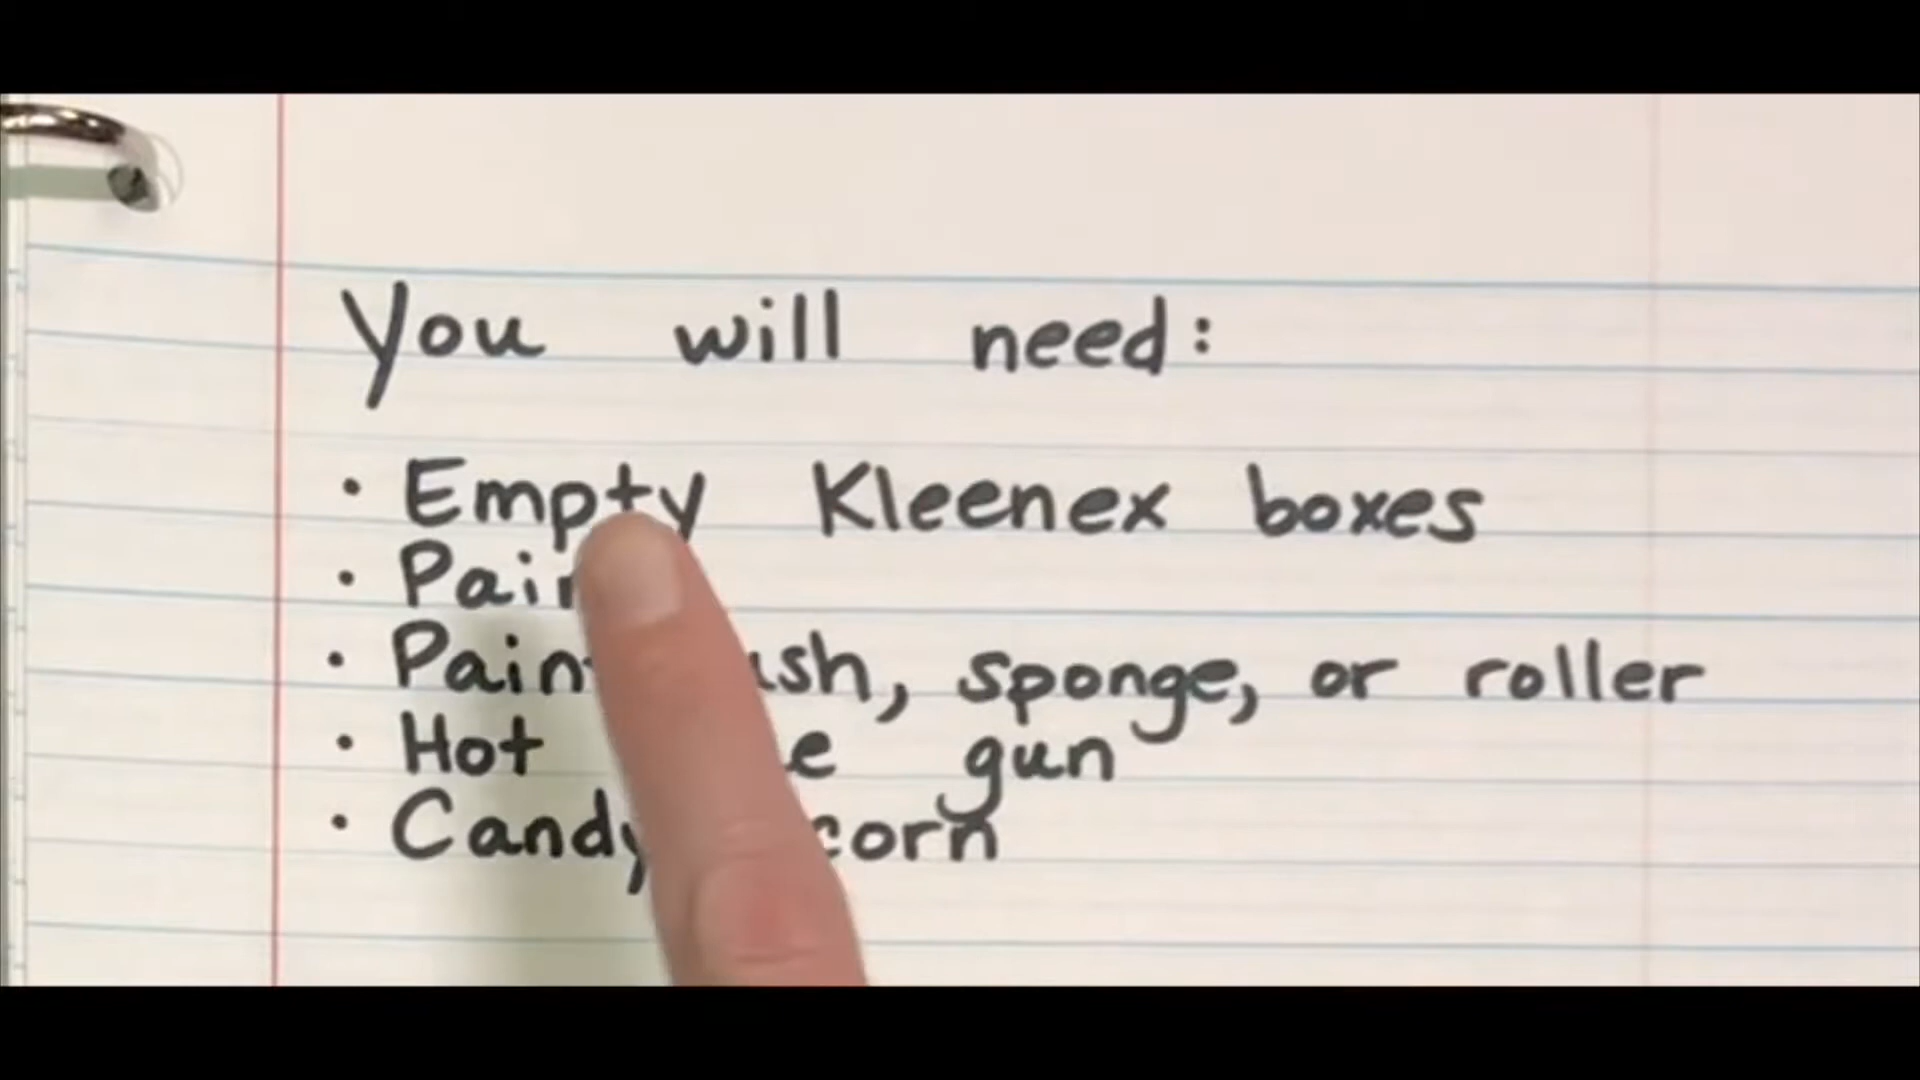 You will need:
• Empty Kleenex boxes
• 
• sponge, or roller
• Hot gun
• Candy corn